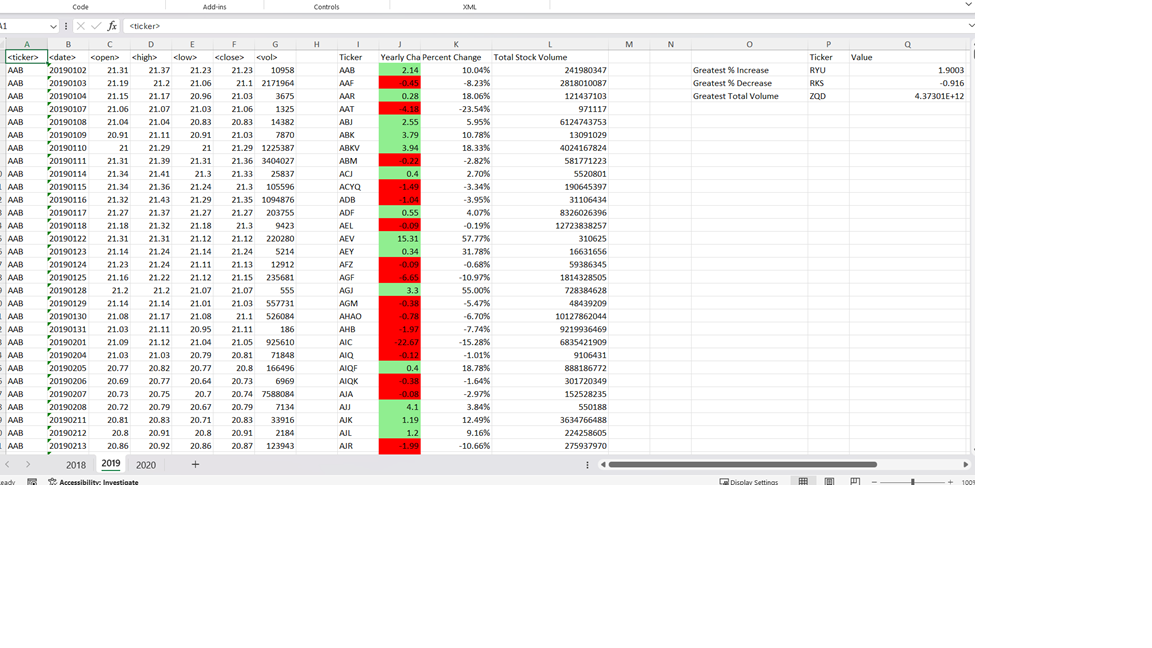 Code Add-ins Controls XML
A1 fx <ticker>
A B C D E F G H I J K L M N O P Q
<ticker> <date> <open> <high> <low> <close> <vol> Ticker Yearly Cha Percent Change Total Stock Volume Ticker Value
AAB 20190102 21.31 21.37 21.23 21.23 10958 AAB 2.14 10.04% 241980347 Greatest % Increase RYU 1.9003
AAB 20190103 21.19 21.2 21.06 21.1 2171964 AAF -0.45 -8.23% 2818010087 Greatest % Decrease RKS -0.916
AAB 20190104 21.15 21.17 20.96 21.03 3675 AAR 0.28 18.06% 121437103 Greatest Total Volume ZQD 4.37301E+12
AAB 20190107 21.06 21.07 21.03 21.06 1325 AAT -4.18 -23.54% 971117
AAB 20190108 21.04 21.04 20.83 20.83 14382 ABJ 2.55 5.95% 6124743753
AAB 20190109 20.91 21.11 20.91 21.03 7870 ABK 3.79 10.78% 13091029
AAB 20190110 21 21.29 21 21.29 1225387 ABKV 3.94 18.33% 4024167824
AAB 20190111 21.31 21.39 21.31 21.36 3404027 ABM -0.22 -2.82% 581771223
AAB 20190114 21.34 21.41 21.3 21.33 25837 ACJ 0.4 2.70% 5520801
AAB 20190115 21.34 21.36 21.24 21.3 105596 ACYQ -1.49 -3.34% 190645397
AAB 20190116 21.32 21.43 21.29 21.35 1094876 ADB -1.04 -3.95% 31106434
AAB 20190117 21.27 21.37 21.27 21.27 203755 ADF 0.55 4.07% 8326026396
AAB 20190118 21.18 21.32 21.18 21.3 9423 AEL -0.09 -0.19% 12723838257
AAB 20190122 21.31 21.31 21.12 21.12 220280 AEV 15.31 57.77% 310625
AAB 20190123 21.14 21.24 21.14 21.24 5214 AEY 0.34 31.78% 16631656
AAB 20190124 21.23 21.24 21.11 21.13 12912 AFZ -0.09 -0.68% 59386345
AAB 20190125 21.16 21.22 21.12 21.15 235681 AGF -6.65 -10.97% 1814328505
AAB 20190128 21.2 21.2 21.07 21.07 555 AGJ 3.3 55.00% 728384628
AAB 20190129 21.14 21.14 21.01 21.03 557731 AGM -0.38 -5.47% 48439209
AAB 20190130 21.08 21.17 21.08 21.1 526084 AHAO -0.78 -6.70% 10127862044
AAB 20190131 21.03 21.11 20.95 21.11 186 AHB -1.97 -7.74% 9219936469
AAB 20190201 21.09 21.12 21.04 21.05 925610 AIC -22.67 -15.28% 6835421909
AAB 20190204 21.03 21.03 20.79 20.81 71848 AIQ -0.12 -1.01% 9106431
AAB 20190205 20.77 20.82 20.77 20.8 166496 AIQF 0.4 18.78% 888186772
AAB 20190206 20.69 20.77 20.64 20.73 6969 AIQK -0.38 -1.64% 301720349
AAB 20190207 20.73 20.75 20.7 20.74 7588084 AJA -0.08 -2.97% 152528235
AAB 20190208 20.72 20.79 20.67 20.79 7134 AJJ 4.1 3.84% 550188
AAB 20190211 20.81 20.83 20.71 20.83 33916 AJK 1.19 12.49% 3634766488
AAB 20190212 20.8 20.91 20.8 20.91 2184 AJL 1.2 9.16% 224258605
AAB 20190213 20.86 20.92 20.86 20.87 123943 AJR -1.99 -10.66% 275937970
2018 2019 2020
eady Accessibility: Investigate Display Settings 100%